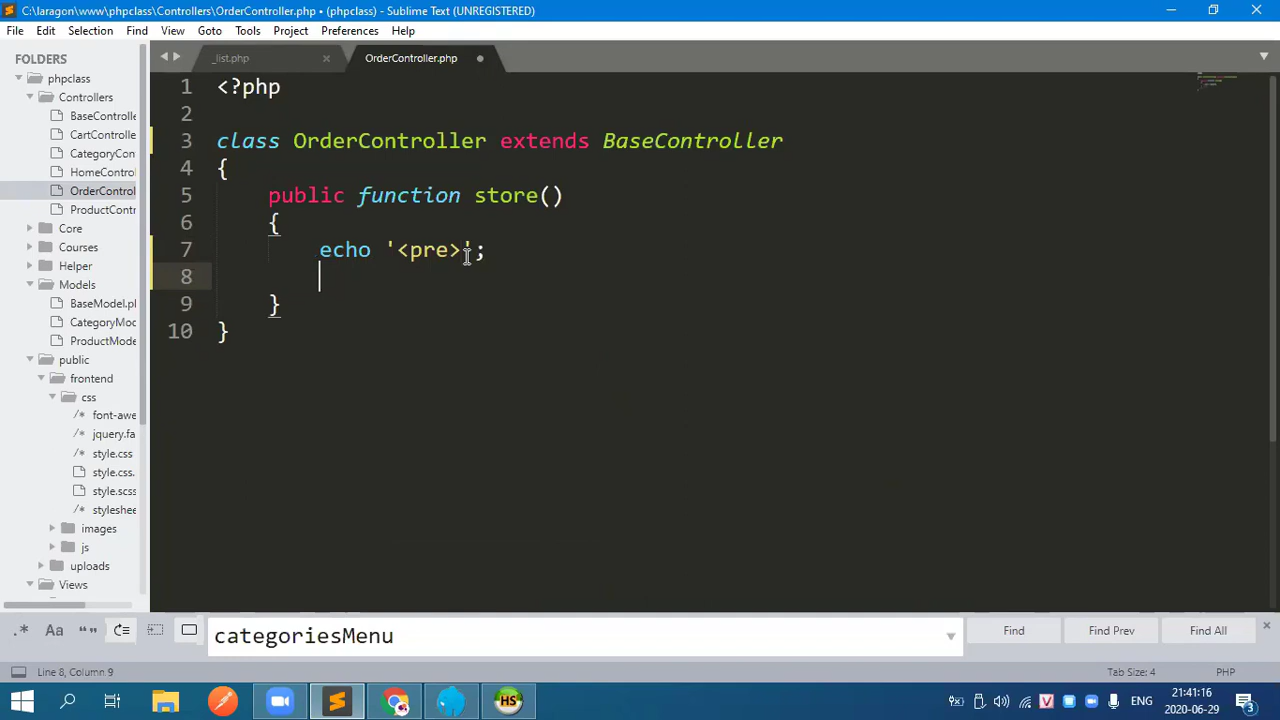 C:\laragon\www\phpclass\Controllers\OrderController.php • (phpclass) - Sublime Text (UNREGISTERED)
File Edit Selection Find View Goto Tools Project Preferences Help
FOLDERS
phpclass
Controllers
BaseControlle
CartControlle
CategoryCon
HomeContro
OrderControl
ProductContr
Core
Courses
Helper
Models
BaseModel.pl
CategoryMoc
ProductMode
public
frontend
css
font-awe
jquery.fa
style.css
style.css.
style.scss
styleshee
images
js
uploads
Views
_list.php
OrderController.php
1 <?php
2
3 class OrderController extends BaseController
4 {
5 public function store()
6 {
7 echo '<pre>';
8
9 }
10 }
.* Aa “”
categoriesMenu
Find Find Prev Find All
Line 8, Column 9
Tab Size: 4 PHP
HS
V
ENG
21:41:16
2020-06-29
3